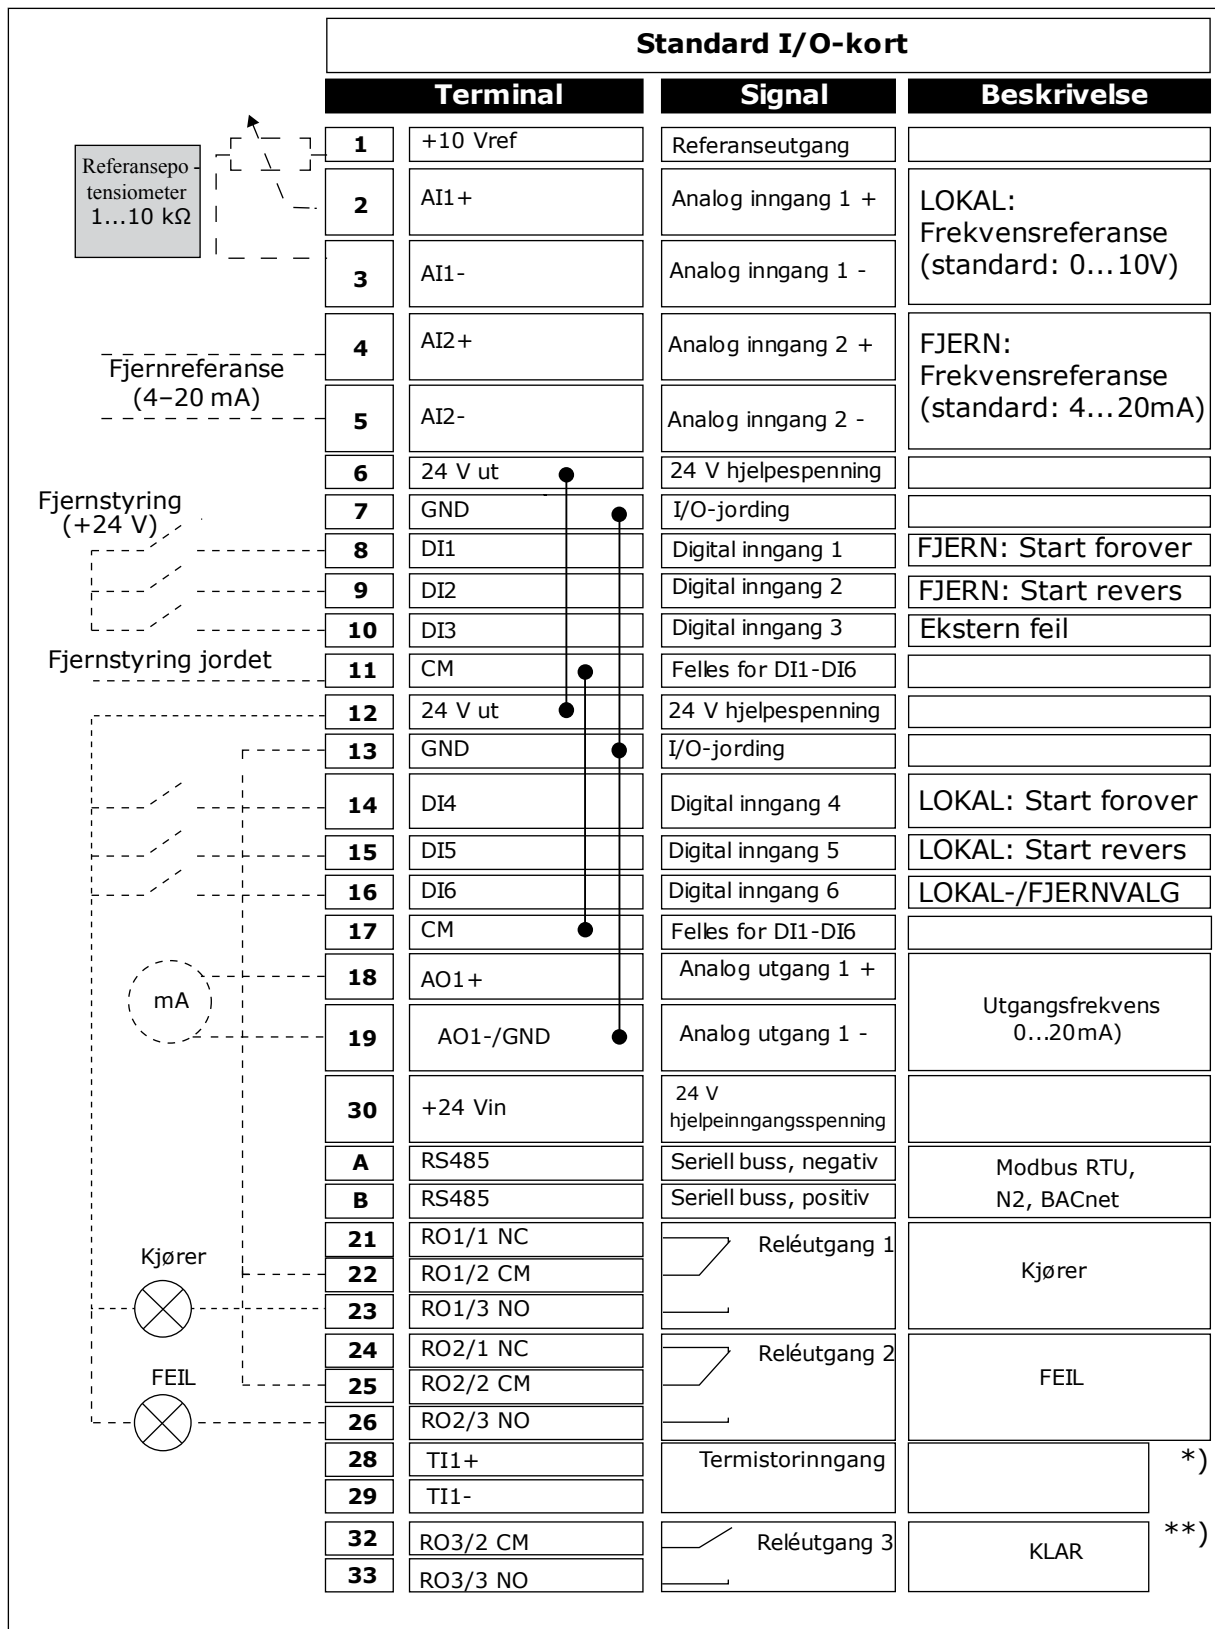 Standard I/O-kort
Terminal Signal Beskrivelse
1 +10 Vref Referanseutgang
Referansepo-
tensiometer
1...10 kΩ
2 AI1+ Analog inngang 1 +
3 AI1- Analog inngang 1 -
LOKAL:
Frekvensreferanse
(standard: 0...10V)
4 AI2+ Analog inngang 2 +
Fjernreferanse
(4–20 mA)
5 AI2- Analog inngang 2 -
FJERN:
Frekvensreferanse
(standard: 4...20mA)
6 24 V ut 24 V hjelpespenning
Fjernstyring
(+24 V)
7 GND I/O-jording
8 DI1 Digital inngang 1 FJERN: Start forover
9 DI2 Digital inngang 2 FJERN: Start revers
10 DI3 Digital inngang 3 Ekstern feil
Fjernstyring jordet
11 CM Felles for DI1-DI6
12 24 V ut 24 V hjelpespenning
13 GND I/O-jording
14 DI4 Digital inngang 4 LOKAL: Start forover
15 DI5 Digital inngang 5 LOKAL: Start revers
16 DI6 Digital inngang 6 LOKAL-/FJERNVALG
17 CM Felles for DI1-DI6
mA
18 AO1+ Analog utgang 1 +
19 AO1-/GND Analog utgang 1 -
Utgangsfrekvens
0...20mA)
30 +24 Vin 24 V
hjelpeinngangsspenning
A RS485 Seriell buss, negativ
B RS485 Seriell buss, positiv
Modbus RTU,
N2, BACnet
21 RO1/1 NC Reléutgang 1
Kjører
22 RO1/2 CM Kjører
23 RO1/3 NO
24 RO2/1 NC Reléutgang 2
FEIL
25 RO2/2 CM FEIL
26 RO2/3 NO
28 TI1+ Termistorinngang *)
29 TI1-
32 RO3/2 CM Reléutgang 3 KLAR **)
33 RO3/3 NO